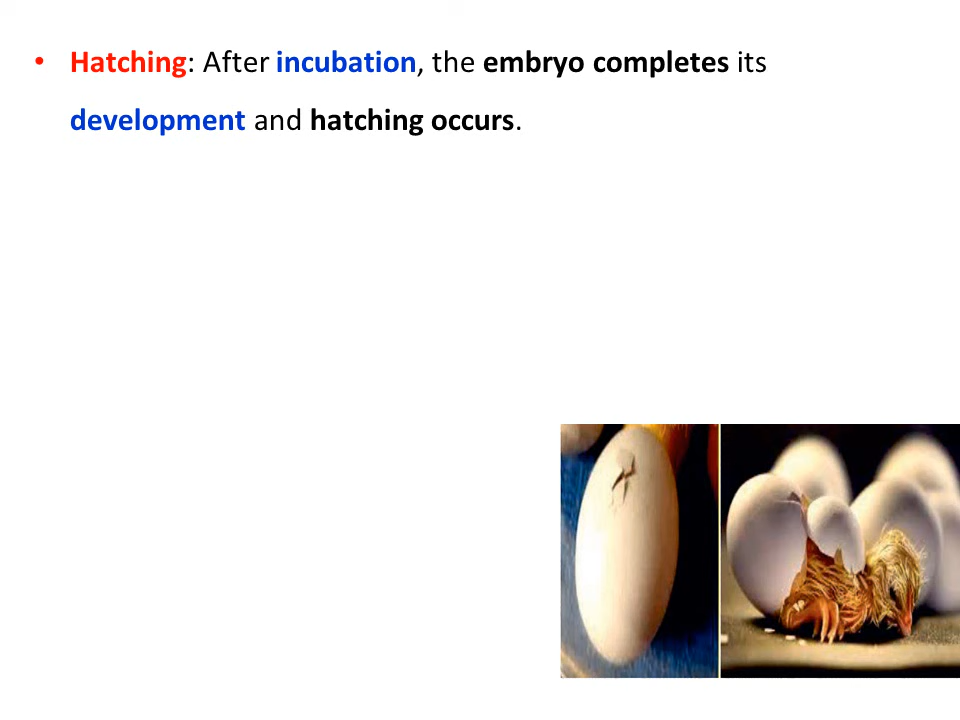 • Hatching: After incubation, the embryo completes its
development and hatching occurs.